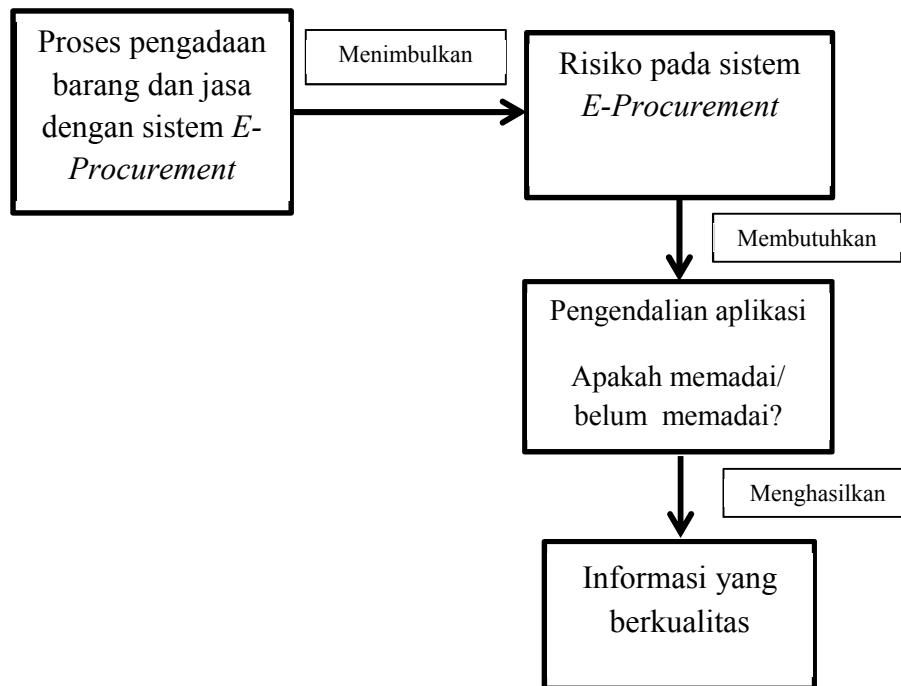 Proses pengadaan
barang dan jasa
dengan sistem E-
Procurement
Menimbulkan
Risiko pada sistem
E-Procurement
Membutuhkan
Pengendalian aplikasi
Apakah memadai/
belum memadai?
Menghasilkan
Informasi yang
berkualitas